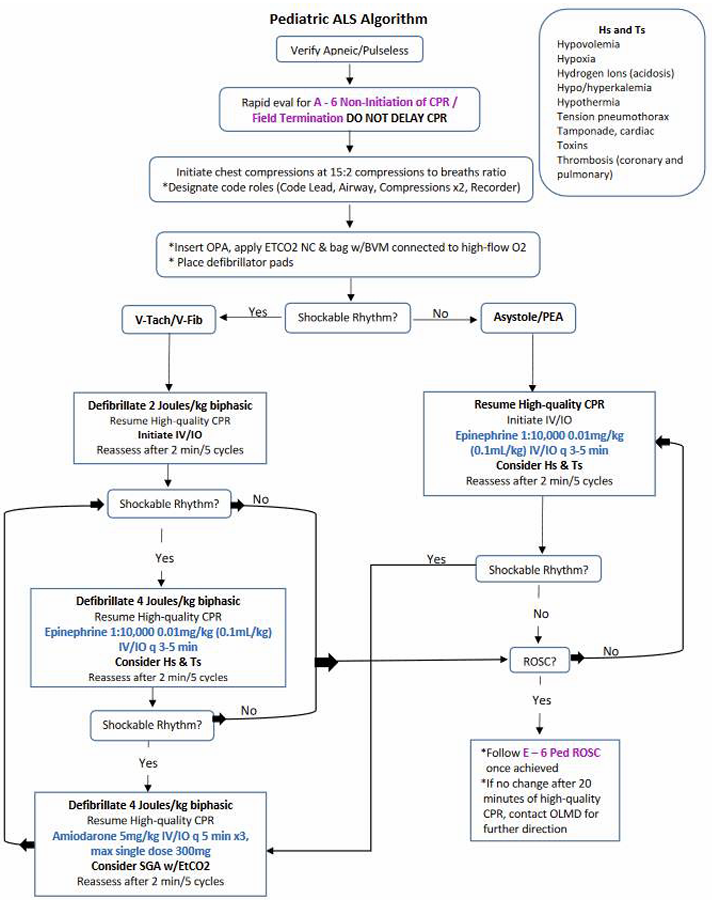 Pediatric ALS Algorithm
Verify Apneic/Pulseless
Hs and Ts
Hypovolemia
Hypoxia
Hydrogen Ions (acidosis)
Hypo/hyperkalemia
Hypothermia
Tension pneumothorax
Tamponade, cardiac
Toxins
Thrombosis (coronary and
pulmonary)
Rapid eval for A - 6 Non-Initiation of CPR /
Field Termination DO NOT DELAY CPR
Initiate chest compressions at 15:2 compressions to breaths ratio
*Designate code roles (Code Lead, Airway, Compressions x2, Recorder)
*Insert OPA, apply ETCO2 NC & bag w/BVM connected to high-flow O2
* Place defibrillator pads
V-Tach/V-Fib
Yes
Shockable Rhythm?
No
Asystole/PEA
Defibrillate 2 Joules/kg biphasic
Resume High-quality CPR
Initiate IV/IO
Reassess after 2 min/5 cycles
Resume High-quality CPR
Initiate IV/IO
Epinephrine 1:10,000 0.01mg/kg
(0.1mL/kg) IV/IO q 3-5 min
Consider Hs & Ts
Reassess after 2 min/5 cycles
Shockable Rhythm?
No
Yes
Yes
Shockable Rhythm?
No
Defibrillate 4 Joules/kg biphasic
Resume High-quality CPR
Epinephrine 1:10,000 0.01mg/kg (0.1mL/kg)
IV/IO q 3-5 min
Consider Hs & Ts
Reassess after 2 min/5 cycles
ROSC?
No
Yes
Shockable Rhythm?
No
Yes
*Follow E – 6 Ped ROSC
once achieved
*If no change after 20
minutes of high-quality
CPR, contact OLMD for
further direction
Defibrillate 4 Joules/kg biphasic
Resume High-quality CPR
Amiodarone 5mg/kg IV/IO q 5 min x3,
max single dose 300mg
Consider SGA w/EtCO2
Reassess after 2 min/5 cycles